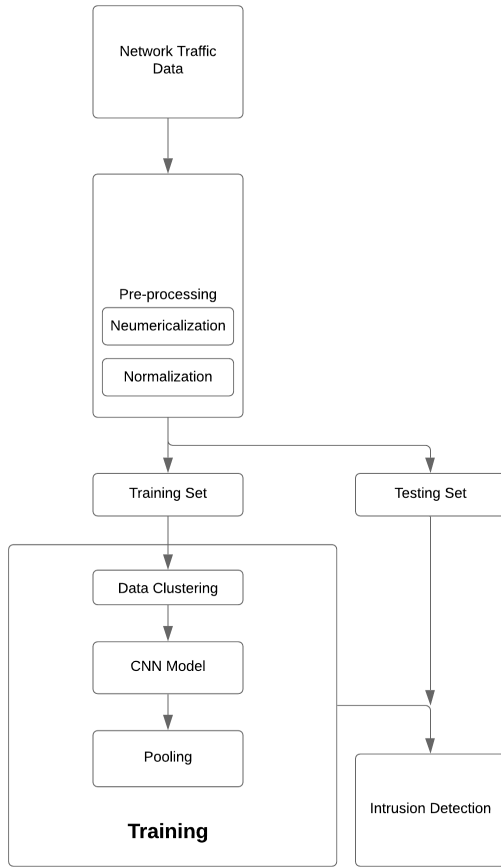 Network Traffic
Data
Pre-processing
Neumericalization
Normalization
Training Set
Testing Set
Data Clustering
CNN Model
Pooling
Training
Intrusion Detection